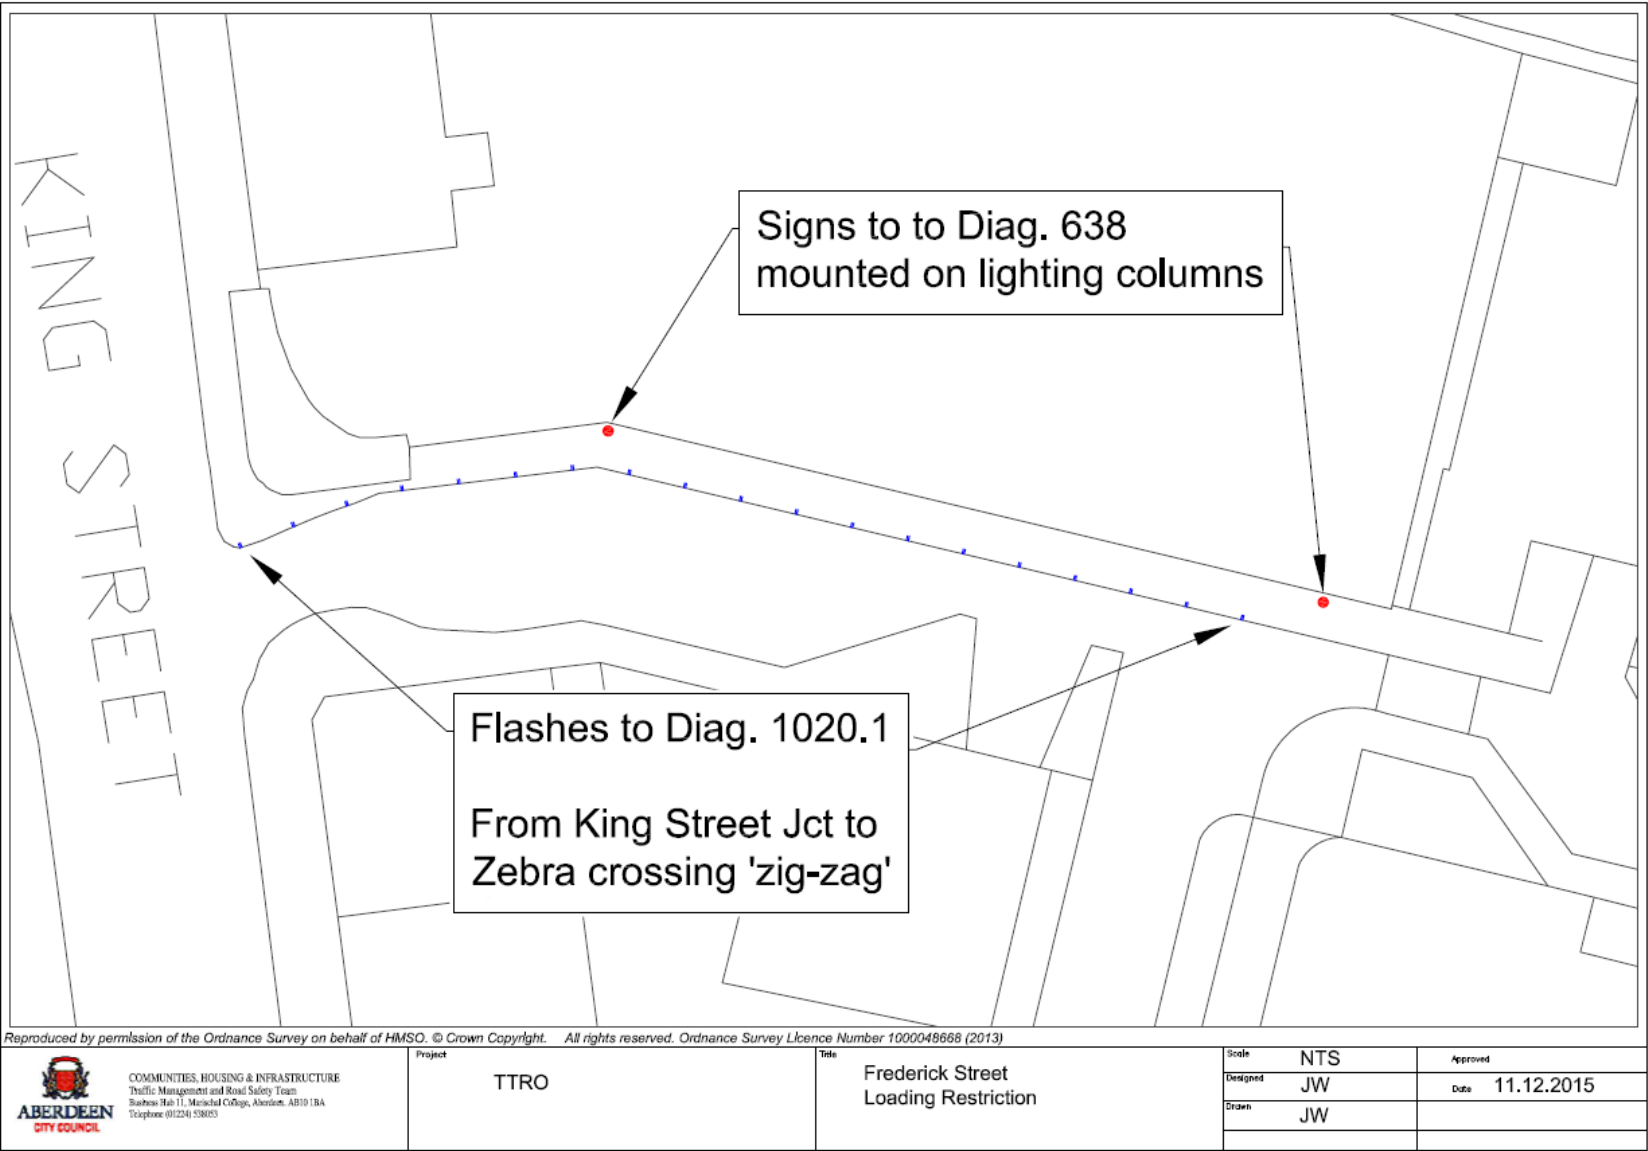 KING STREET
Signs to to Diag. 638
mounted on lighting columns
Flashes to Diag. 1020.1
From King Street Jct to
Zebra crossing 'zig-zag'
Reproduced by permission of the Ordnance Survey on behalf of HMSO. © Crown Copyright. All rights reserved. Ordnance Survey Licence Number 1000048668 (2013)
ABERDEEN
CITY COUNCIL
COMMUNITIES, HOUSING & INFRASTRUCTURE
Traffic Management and Road Safety Team
Business Hub 11, Marischal College, Aberdeen. AB10 1BA
Telephone (01224) 538053
Project
TTRO
Title
Frederick Street
Loading Restriction
Scale NTS
Designed JW
Drawn JW
Approved
Date 11.12.2015